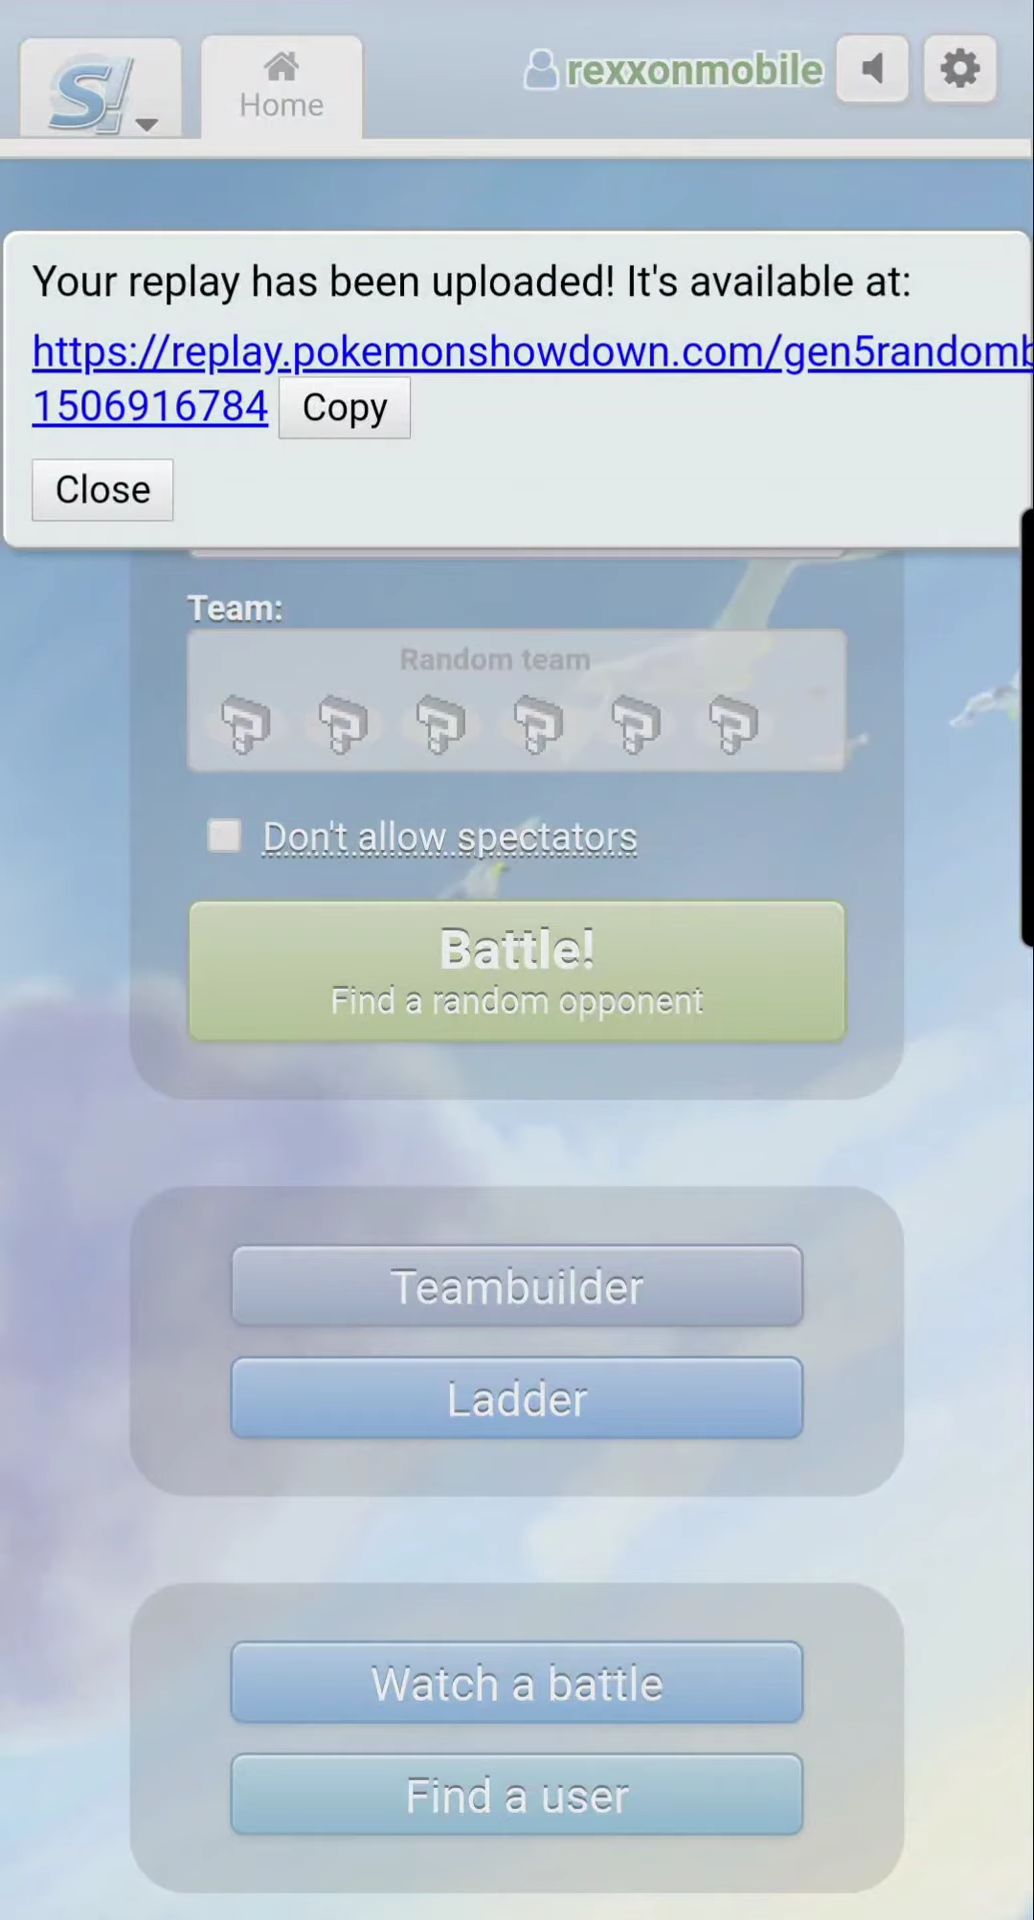 S!
Home
rexxonmobile
Your replay has been uploaded! It's available at:
https://replay.pokemonshowdown.com/gen5randomb
1506916784 Copy
Close
Team:
Random team
? ? ? ? ? ?
Don't allow spectators
Battle!
Find a random opponent
Teambuilder
Ladder
Watch a battle
Find a user